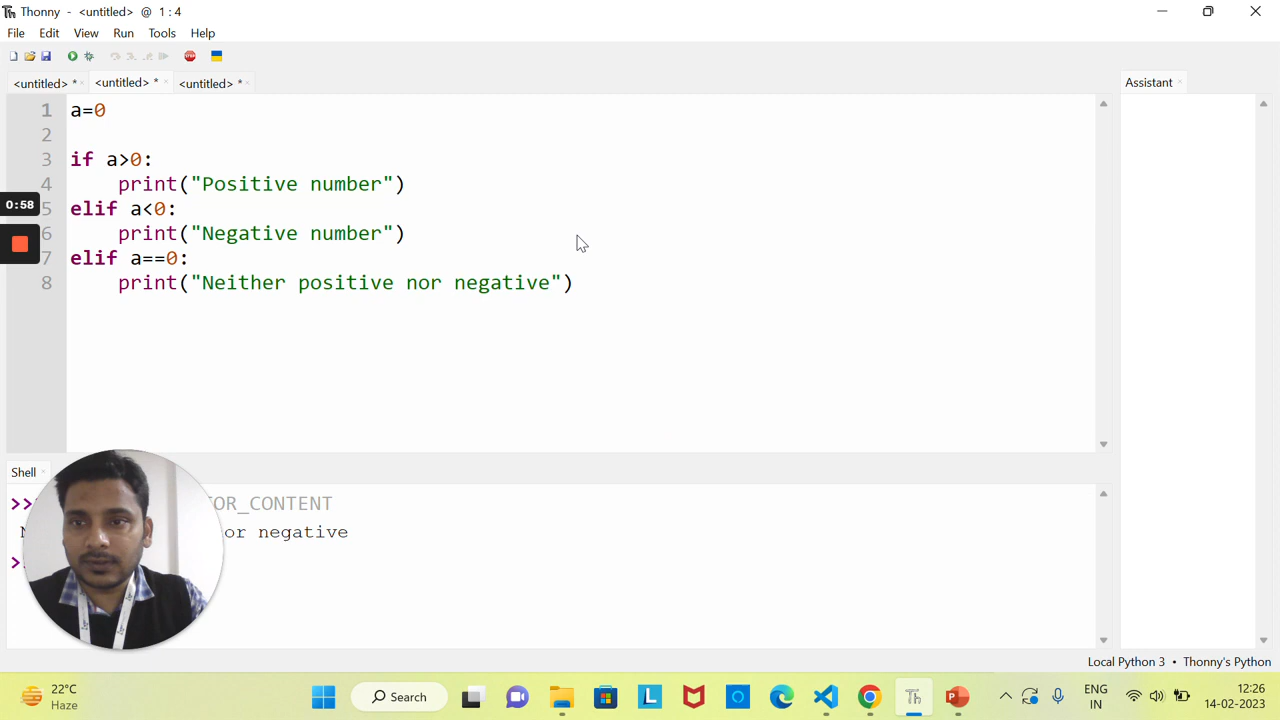 Thonny - <untitled> @ 1:4
File Edit View Run Tools Help
STOP
<untitled> * <untitled> * <untitled> * Assistant
1 a=0
2
3 if a>0:
4 print("Positive number")
0:58
5 elif a<0:
6 print("Negative number")
7 elif a==0:
8 print("Neither positive nor negative")
Shell
OR_CONTENT
or negative
Local Python 3 • Thonny's Python
22°C
Haze
Search
L
Th
P
ENG
IN
12:26
14-02-2023